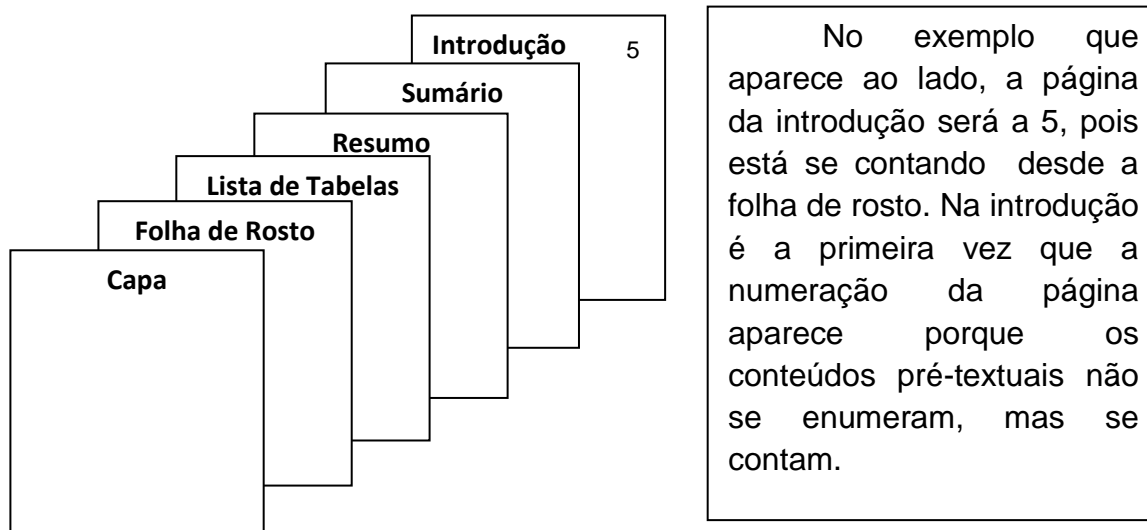 Introdução 5
Sumário
Resumo
Lista de Tabelas
Folha de Rosto
Capa
No exemplo que
aparece ao lado, a página
da introdução será a 5, pois
está se contando desde a
folha de rosto. Na introdução
é a primeira vez que a
numeração da página
aparece porque os
conteúdos pré-textuais não
se enumeram, mas se
contam.